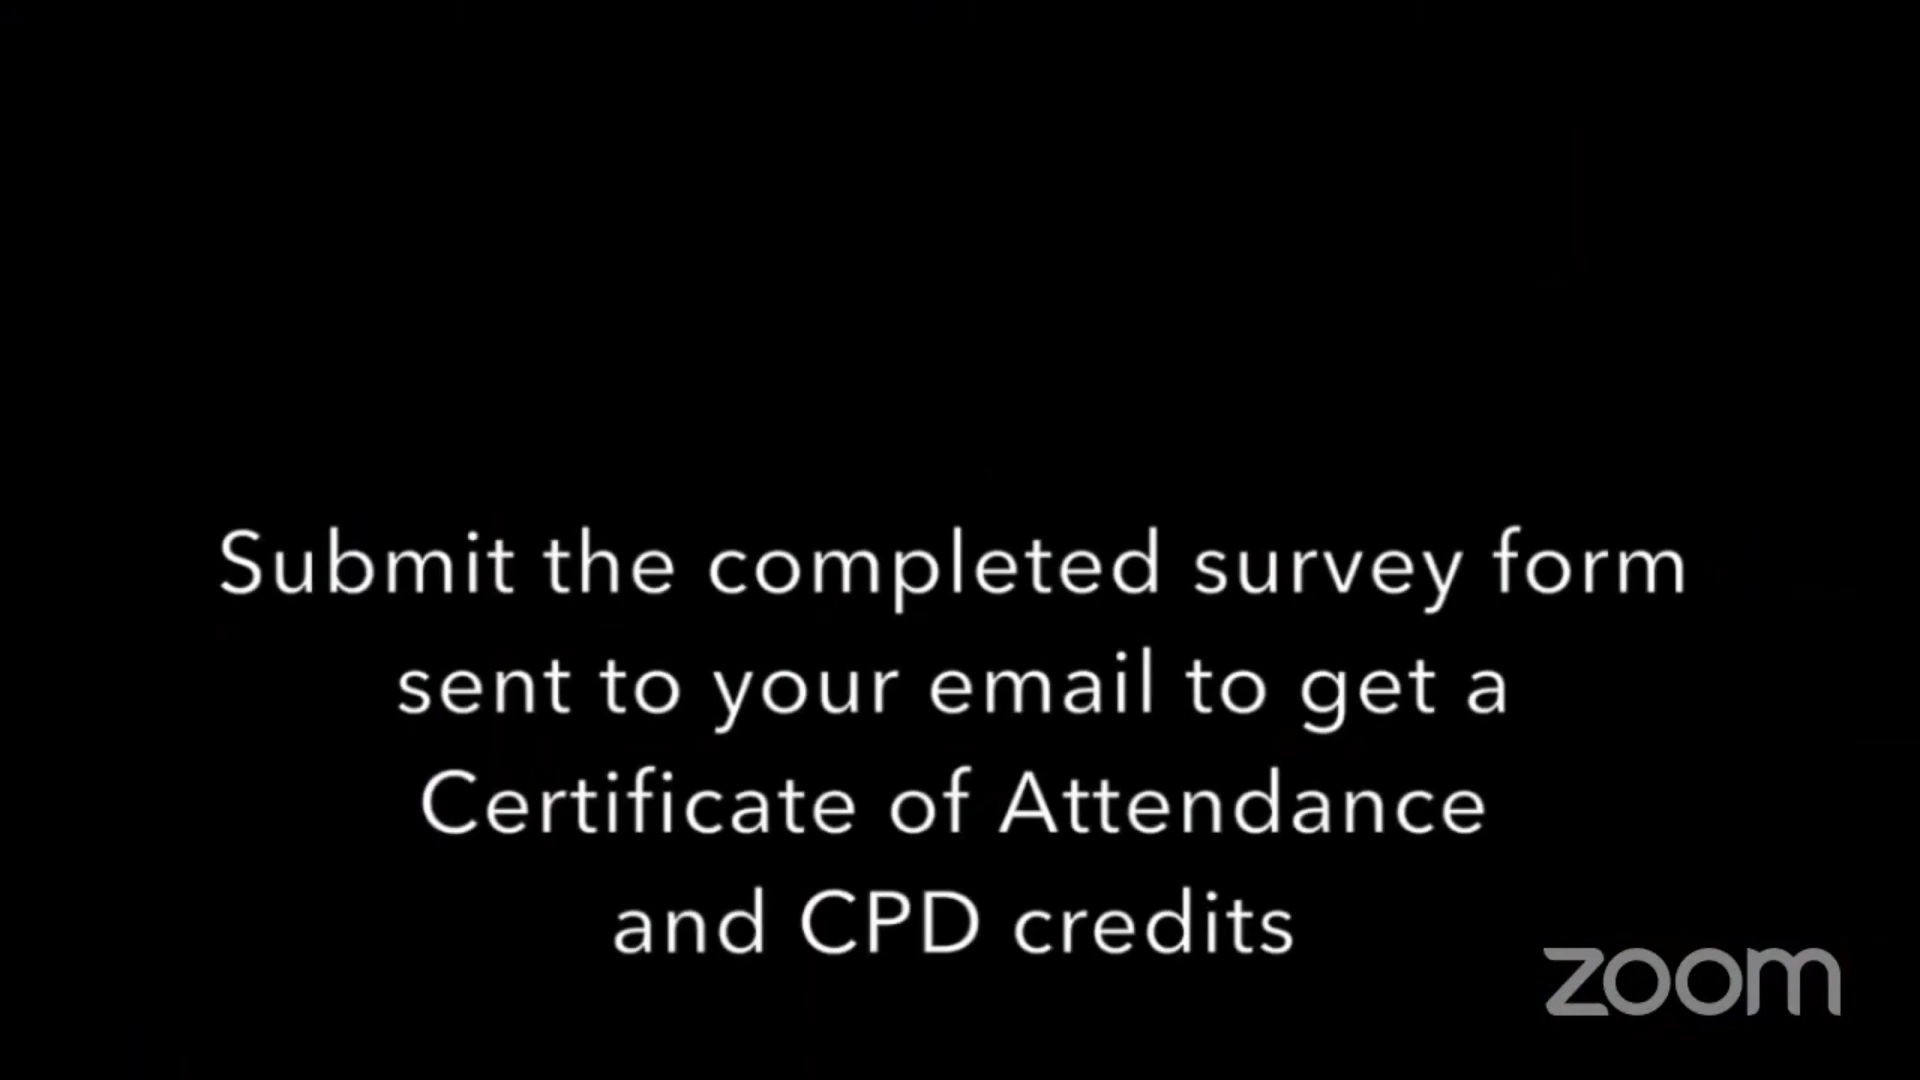 Submit the completed survey form
sent to your email to get a
Certificate of Attendance
and CPD credits
zoom